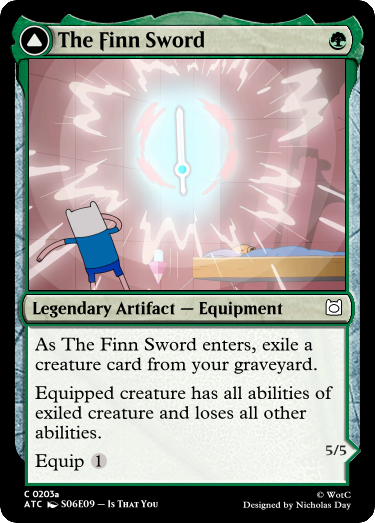 The Finn Sword
Legendary Artifact — Equipment
As The Finn Sword enters, exile a
creature card from your graveyard.
Equipped creature has all abilities of
exiled creature and loses all other
abilities.
Equip 1
5/5
C 0203a
© WotC
ATC S06E09 — Is That You
Designed by Nicholas Day